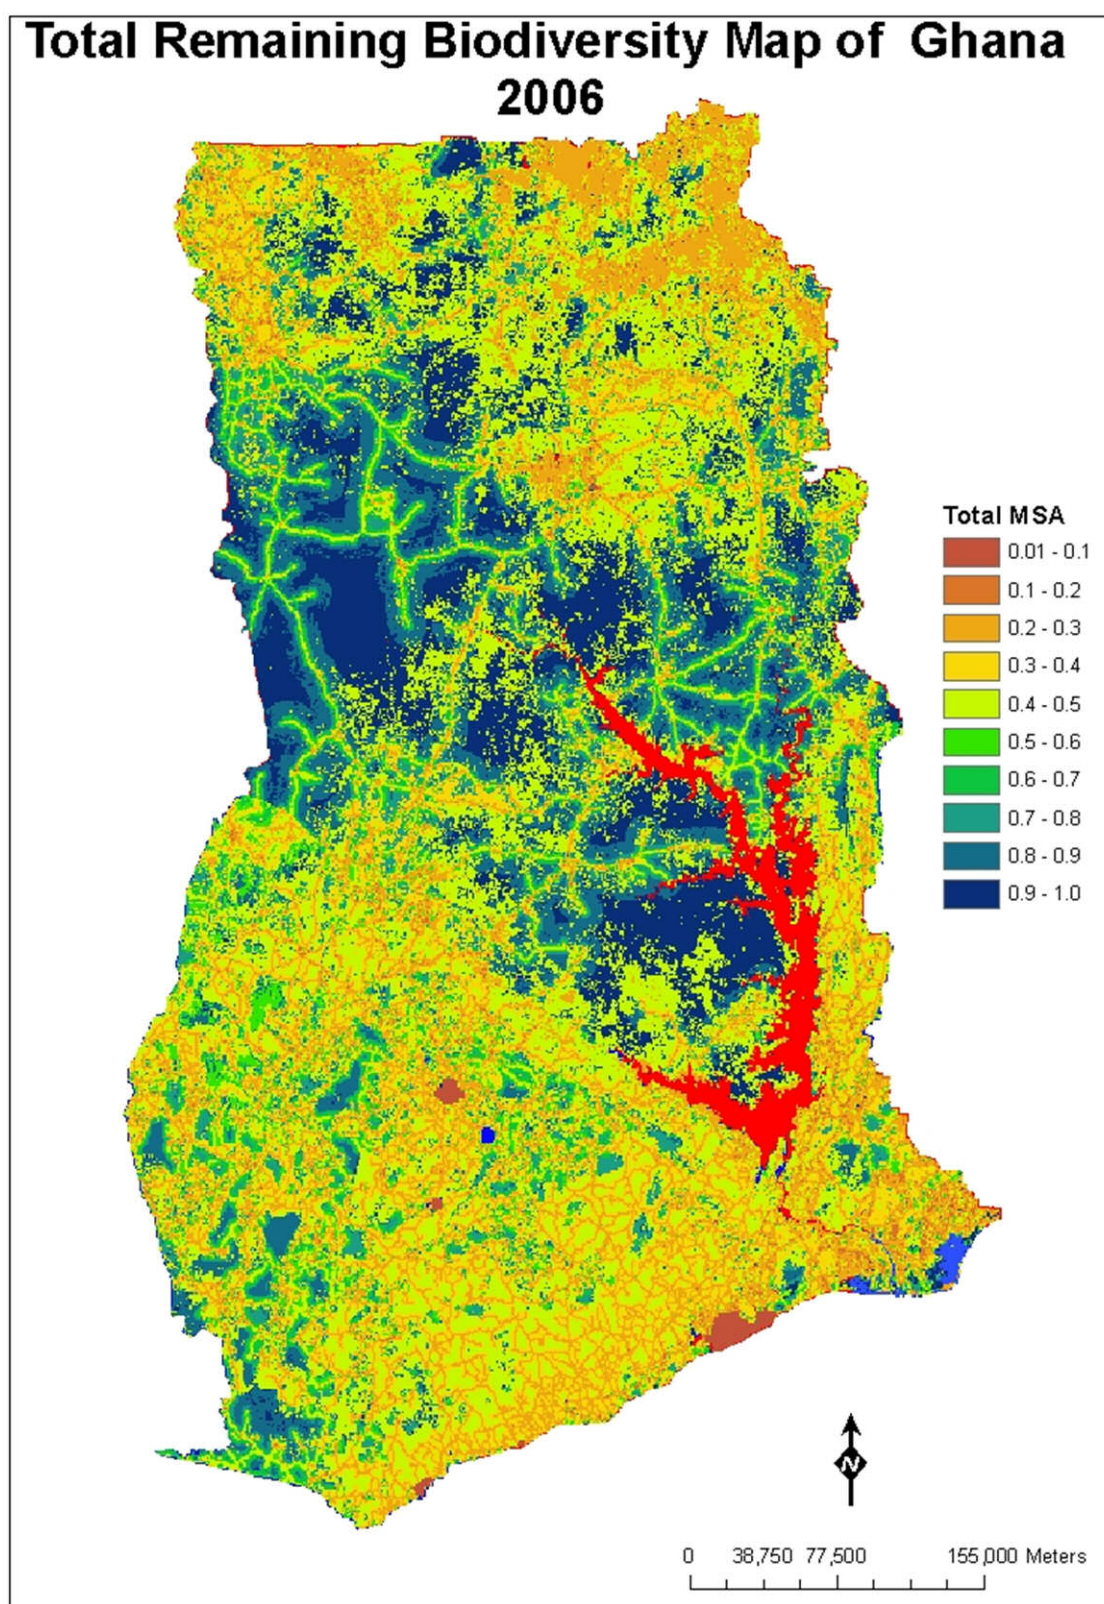 Total Remaining Biodiversity Map of Ghana
2006
Total MSA
0.01 - 0.1
0.1 - 0.2
0.2 - 0.3
0.3 - 0.4
0.4 - 0.5
0.5 - 0.6
0.6 - 0.7
0.7 - 0.8
0.8 - 0.9
0.9 - 1.0
N
0 38,750 77,500 155,000 Meters